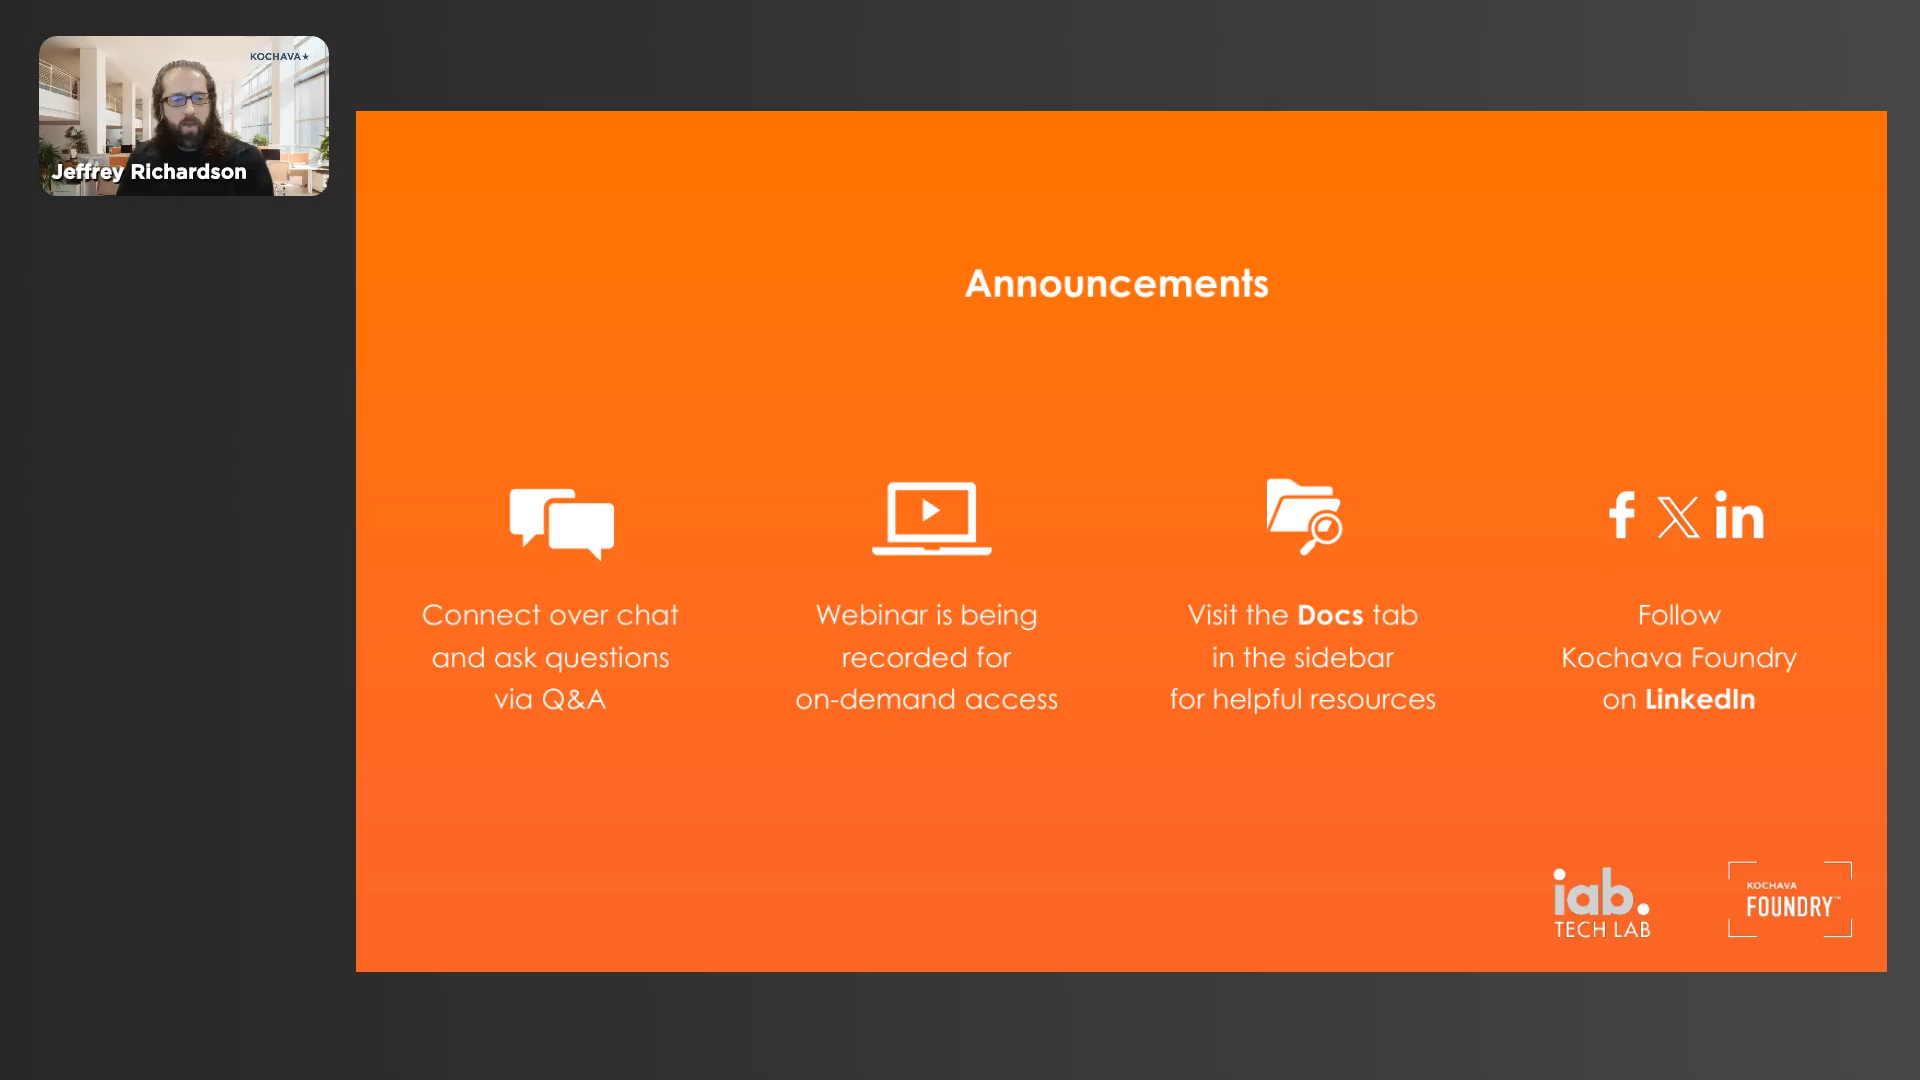 KOCHAVA★
Jeffrey Richardson
Announcements
Connect over chat
and ask questions
via Q&A
Webinar is being
recorded for
on-demand access
Visit the Docs tab
in the sidebar
for helpful resources
f X in
Follow
Kochava Foundry
on LinkedIn
iab.
TECH LAB
KOCHAVA
FOUNDRY™